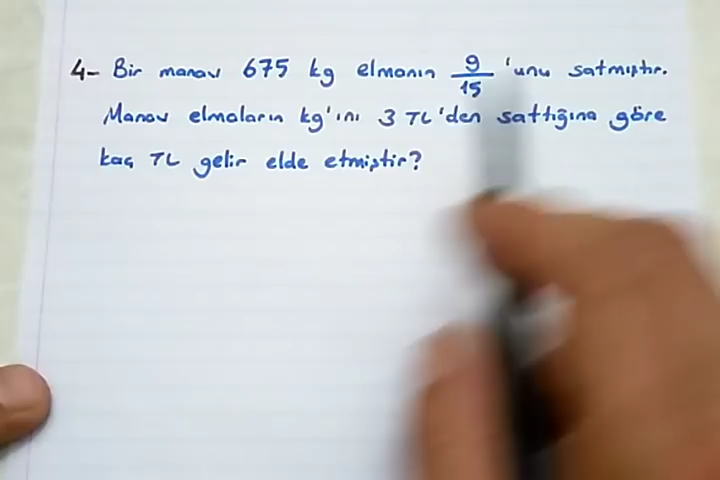 4- Bir manav 675 kg elmanın 9/15 'unu satmıştır.
Manav elmaların kg'ını 3 TL'den sattığına göre
kaç TL gelir elde etmiştir?